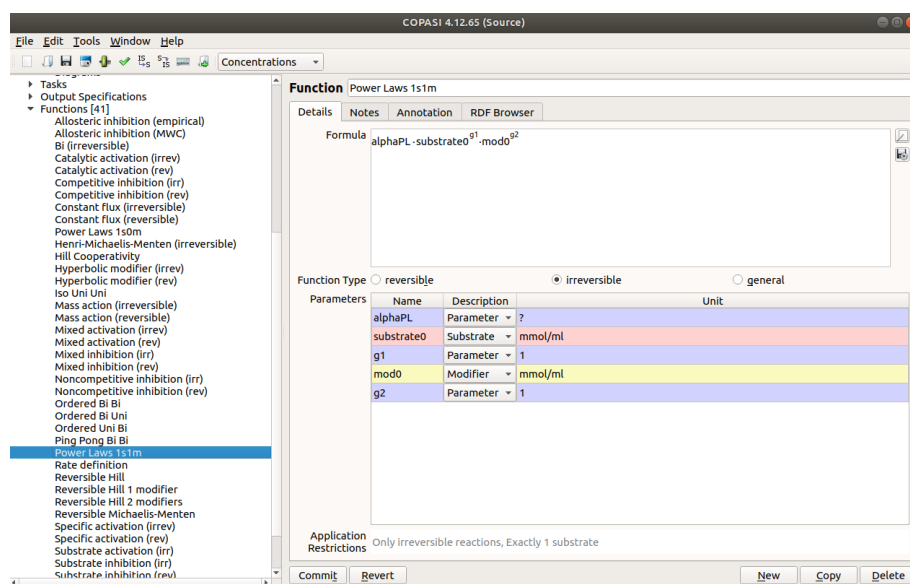 COPASI 4.12.65 (Source)
File Edit Tools Window Help
Concentrations
Tasks
Output Specifications
Functions [41]
Allosteric inhibition (empirical)
Allosteric inhibition (MWC)
Bi (irreversible)
Catalytic activation (irrev)
Catalytic activation (rev)
Competitive inhibition (irr)
Competitive inhibition (rev)
Constant flux (irreversible)
Constant flux (reversible)
Power Laws 1s0m
Henri-Michaelis-Menten (irreversible)
Hill Cooperativity
Hyperbolic modifier (irrev)
Hyperbolic modifier (rev)
Iso Uni Uni
Mass action (irreversible)
Mass action (reversible)
Mixed activation (irrev)
Mixed activation (rev)
Mixed inhibition (irr)
Mixed inhibition (rev)
Noncompetitive inhibition (irr)
Noncompetitive inhibition (rev)
Ordered Bi Bi
Ordered Bi Uni
Ordered Uni Bi
Ping Pong Bi Bi
Power Laws 1s1m
Rate definition
Reversible Hill
Reversible Hill 1 modifier
Reversible Hill 2 modifiers
Reversible Michaelis-Menten
Specific activation (irrev)
Specific activation (rev)
Substrate activation (irr)
Substrate inhibition (irr)
Substrate inhibition (rev)
Function Power Laws 1s1m
Details Notes Annotation RDF Browser
Formula
alphaPL·substrate0^g1·mod0^g2
Function Type reversible irreversible general
Parameters Name Description Unit
alphaPL Parameter ?
substrate0 Substrate mmol/ml
g1 Parameter 1
mod0 Modifier mmol/ml
g2 Parameter 1
Application
Restrictions Only irreversible reactions, Exactly 1 substrate
Commit Revert New Copy Delete